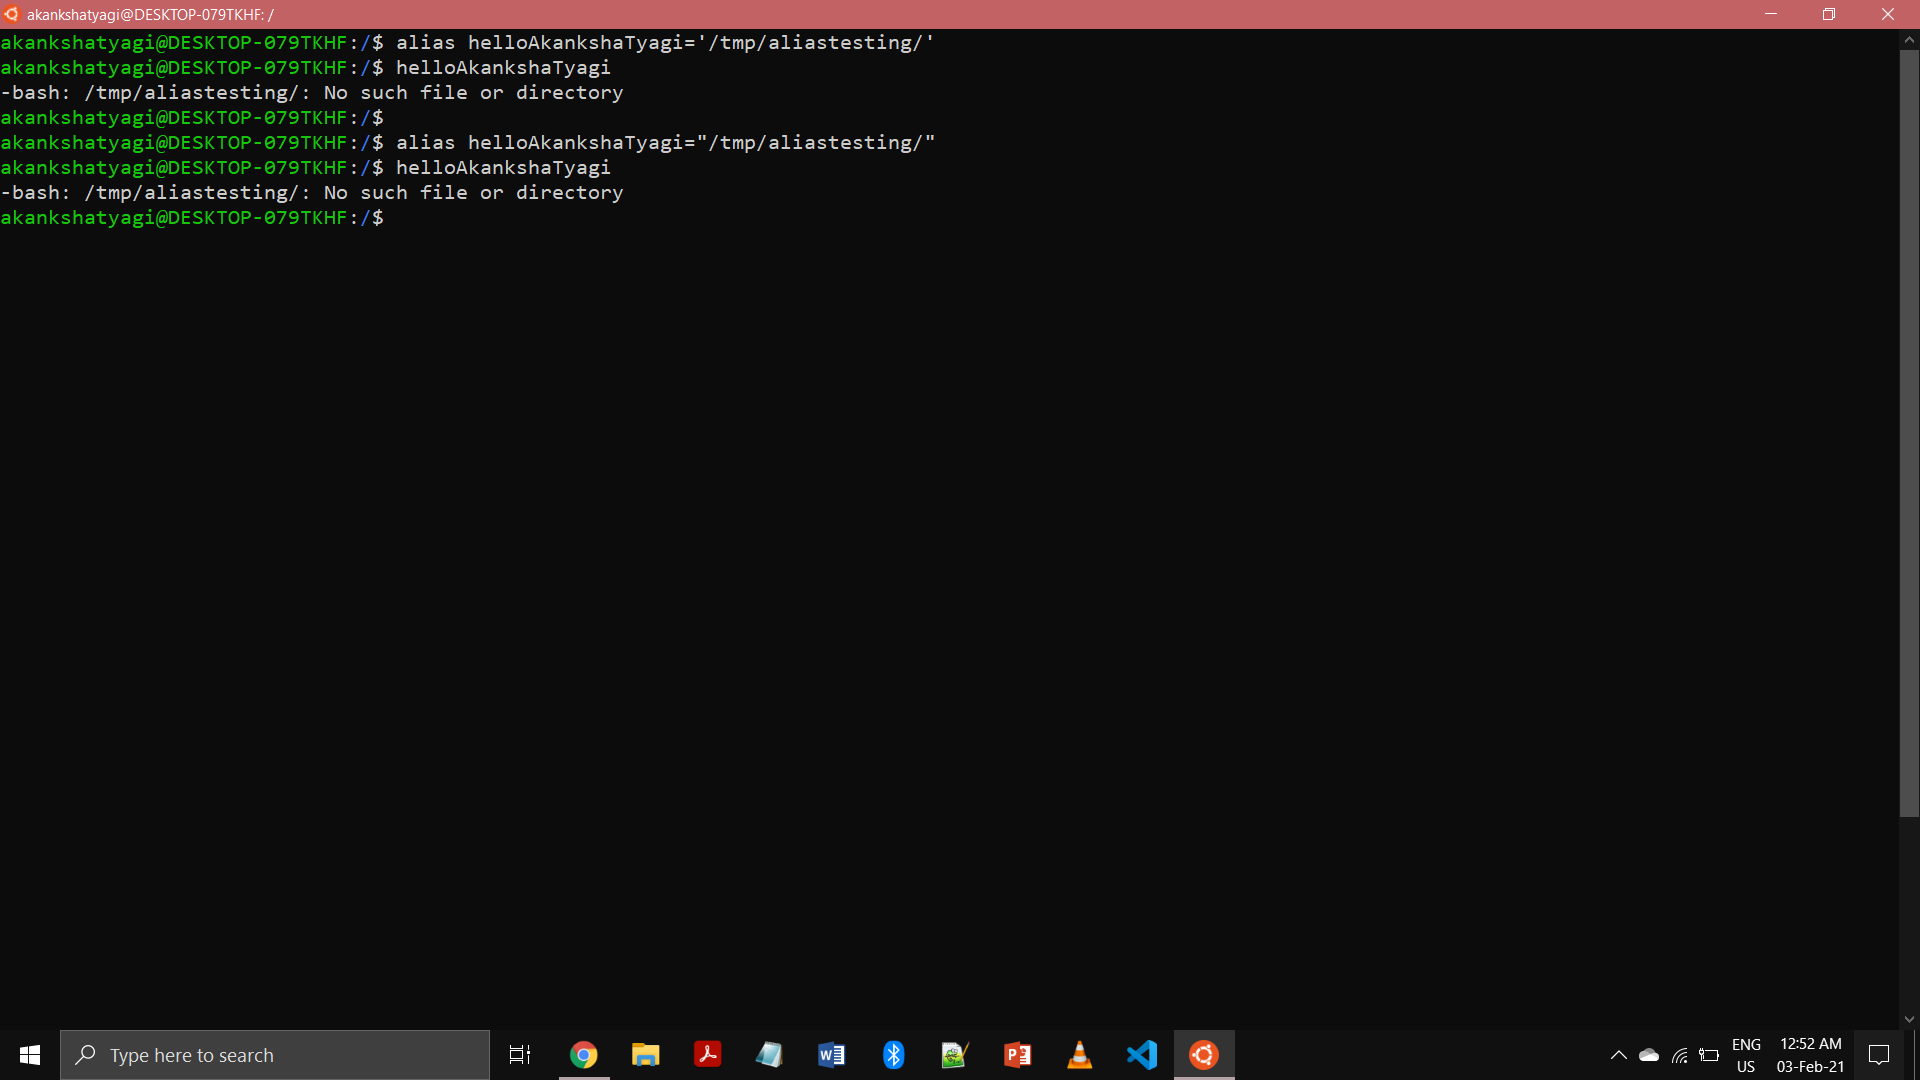 akankshatyagi@DESKTOP-079TKHF: /
akankshatyagi@DESKTOP-079TKHF:/$ alias helloAkankshaTyagi='/tmp/aliastesting/'
akankshatyagi@DESKTOP-079TKHF:/$ helloAkankshaTyagi
-bash: /tmp/aliastesting/: No such file or directory
akankshatyagi@DESKTOP-079TKHF:/$
akankshatyagi@DESKTOP-079TKHF:/$ alias helloAkankshaTyagi="/tmp/aliastesting/"
akankshatyagi@DESKTOP-079TKHF:/$ helloAkankshaTyagi
-bash: /tmp/aliastesting/: No such file or directory
akankshatyagi@DESKTOP-079TKHF:/$
Type here to search
ENG
US
12:52 AM
03-Feb-21